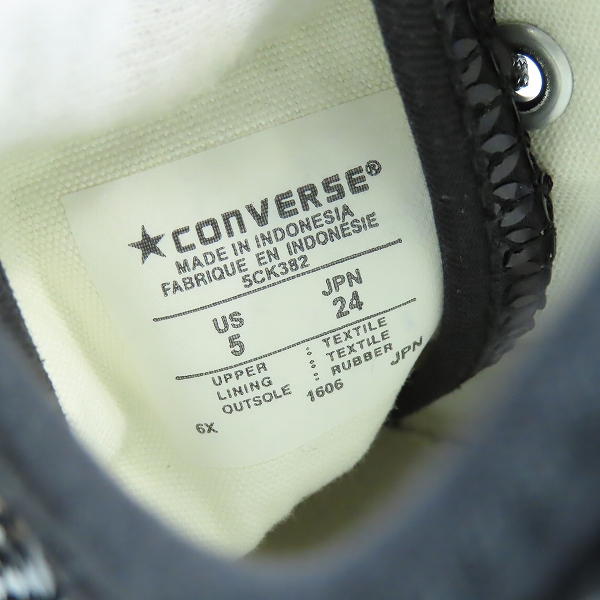 ★CONVERSE®
MADE IN INDONESIA
FABRIQUE EN INDONÉSIE
5CK382
US JPN
5 24
UPPER : TEXTILE
LINING : TEXTILE
OUTSOLE : RUBBER
6X 1606 JPN